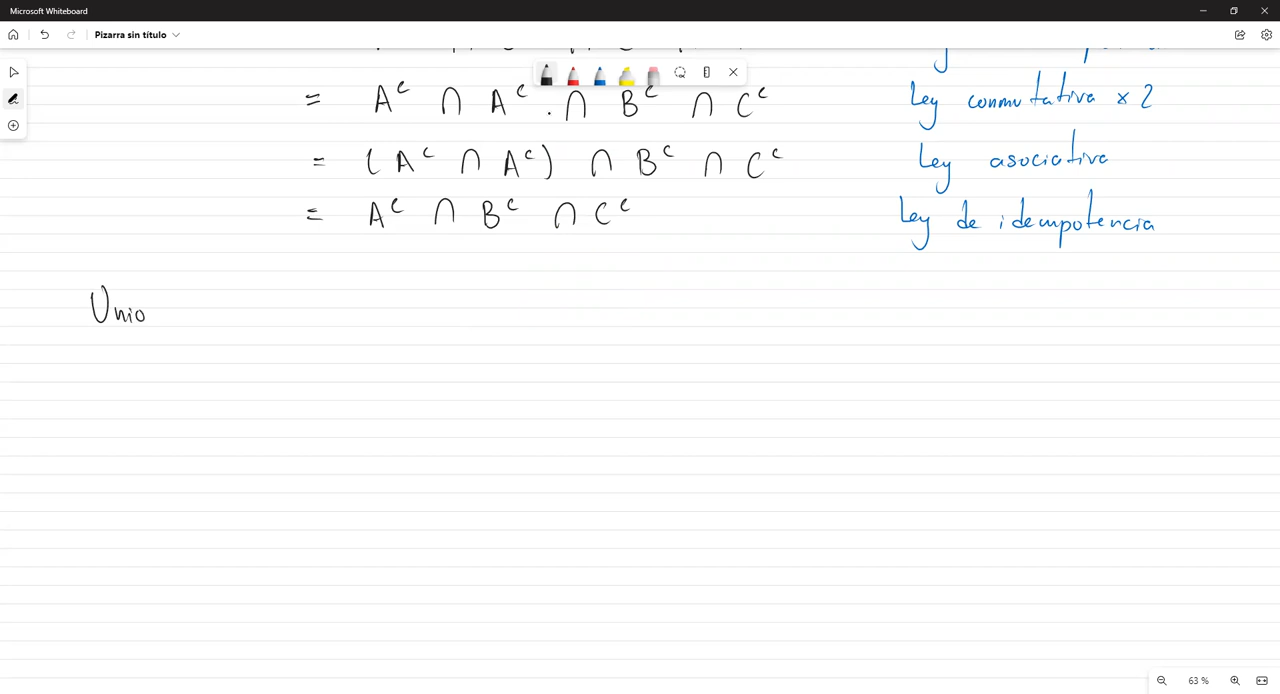 Microsoft Whiteboard
Pizarra sin título
= Aᶜ ∩ Aᶜ . ∩ Bᶜ ∩ Cᶜ Ley conmutativa × 2
= (Aᶜ ∩ Aᶜ) ∩ Bᶜ ∩ Cᶜ Ley asociativa
= Aᶜ ∩ Bᶜ ∩ Cᶜ Ley de idempotencia
Unio
63 %